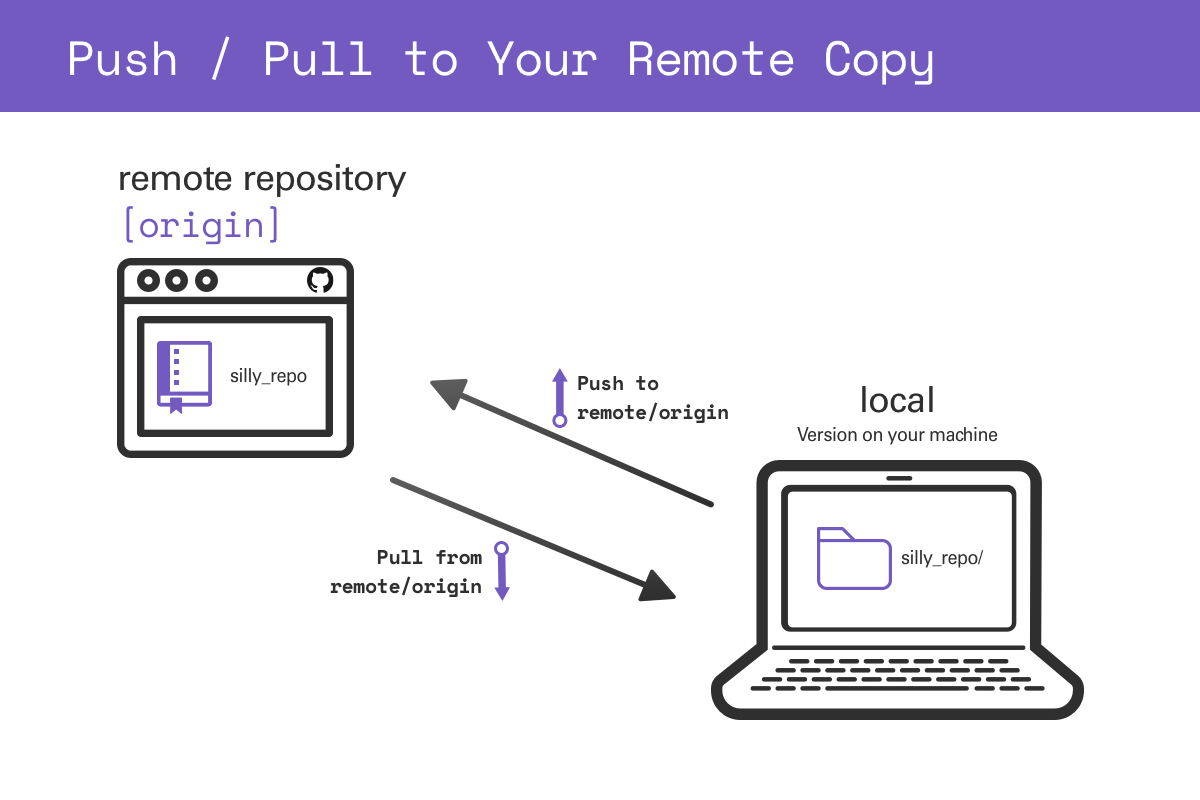 Push / Pull to Your Remote Copy
remote repository
[origin]
silly_repo
Push to
remote/origin
local
Version on your machine
silly_repo/
Pull from
remote/origin